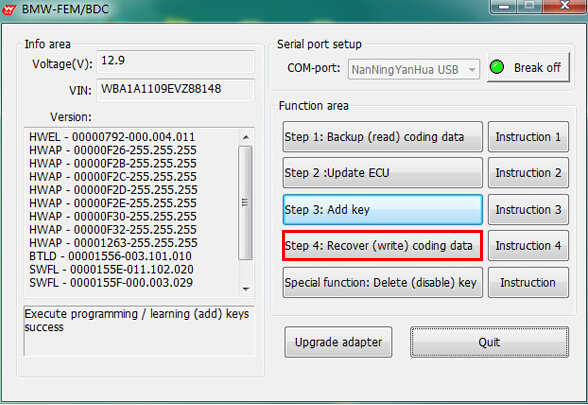 BMW-FEM/BDC
Info area
Voltage(V): 12.9
VIN: WBA1A1109EVZ88148
Version:
HWEL - 00000792-000.004.011
HWAP - 00000F26-255.255.255
HWAP - 00000F2B-255.255.255
HWAP - 00000F2C-255.255.255
HWAP - 00000F2D-255.255.255
HWAP - 00000F2E-255.255.255
HWAP - 00000F30-255.255.255
HWAP - 00000F32-255.255.255
HWAP - 00001263-255.255.255
BTLD - 00001556-003.101.010
SWFL - 0000155E-011.102.020
SWFL - 0000155F-000.003.029
Execute programming / learning (add) keys
success
Serial port setup
COM-port: NanNingYanHua USB Break off
Function area
Step 1: Backup (read) coding data Instruction 1
Step 2 :Update ECU Instruction 2
Step 3: Add key Instruction 3
Step 4: Recover (write) coding data Instruction 4
Special function: Delete (disable) key Instruction
Upgrade adapter Quit